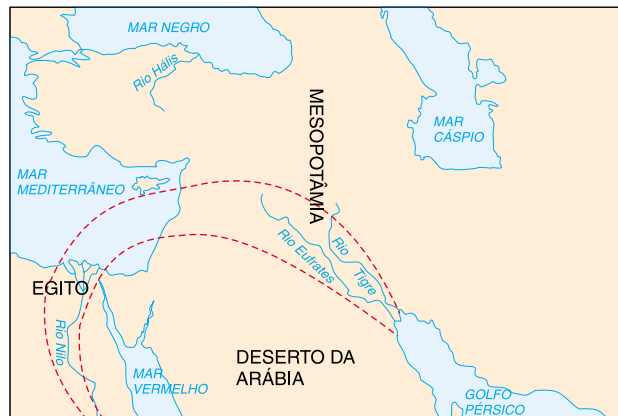 MAR NEGRO
Rio Hális
MESOPOTÂMIA
MAR
CÁSPIO
MAR
MEDITERRÂNEO
Rio Eufrates
Rio
Tigre
EGITO
Rio Nilo
MAR
VERMELHO
DESERTO DA
ARÁBIA
GOLFO
PÉRSICO